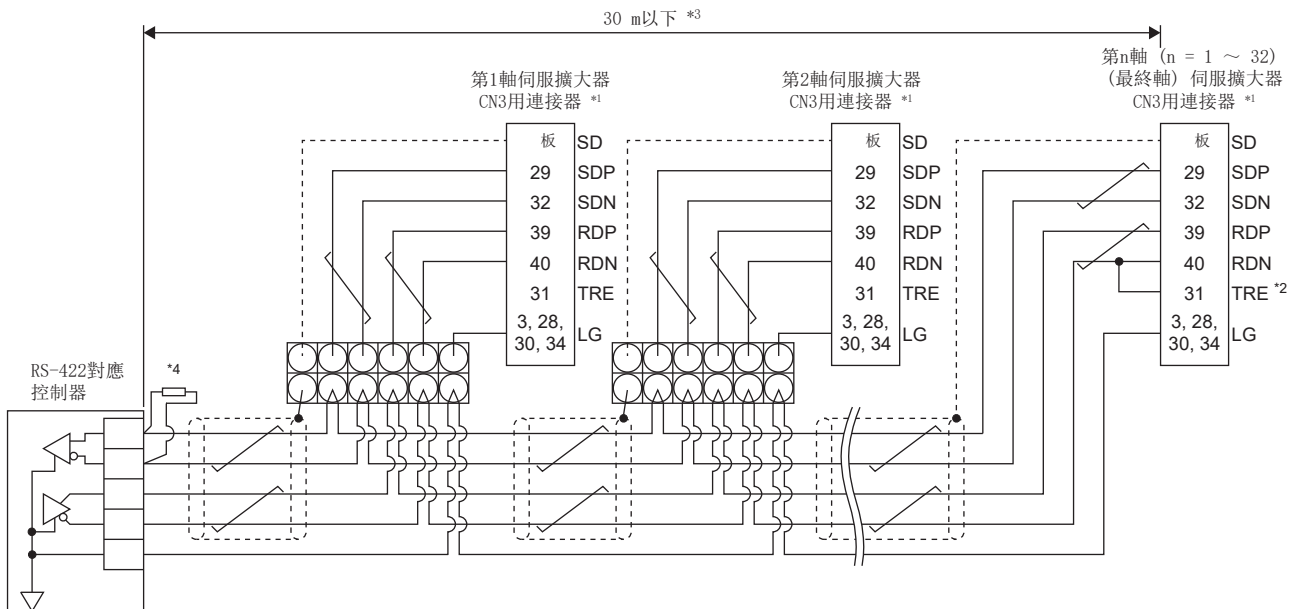 30 m以下 *3
第1軸伺服擴大器
CN3用連接器 *1
第2軸伺服擴大器
CN3用連接器 *1
第n軸 (n = 1 ～ 32)
(最終軸) 伺服擴大器
CN3用連接器 *1
板 SD
29 SDP
32 SDN
39 RDP
40 RDN
31 TRE
3, 28,
30, 34
LG
板 SD
29 SDP
32 SDN
39 RDP
40 RDN
31 TRE
3, 28,
30, 34
LG
板 SD
29 SDP
32 SDN
39 RDP
40 RDN
31 TRE *2
3, 28,
30, 34
LG
RS-422對應
控制器
*4